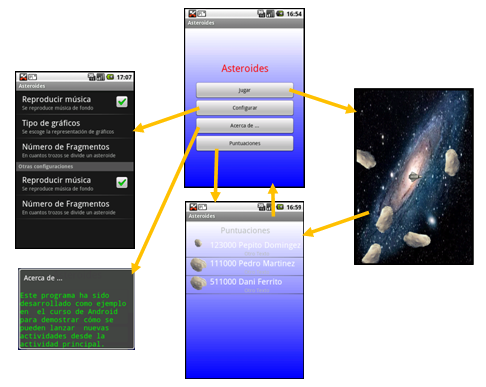 16:54
Asteroides
Asteroides
Jugar
Configurar
Acerca de ...
Puntuaciones
17:07
Asteroides
Reproducir música
Se reproduce música de fondo
Tipo de gráficos
Se escoge la representación de gráficos
Número de Fragmentos
En cuantos trozos se divide un asteroide
Otras configuraciones
Reproducir música
Se reproduce música de fondo
Número de Fragmentos
En cuantos trozos se divide un asteroide
Acerca de ...
Este programa ha sido
desarrollado como ejemplo
en el curso de Android
para demostrar cómo se
pueden lanzar nuevas
actividades desde la
actividad principal.
16:59
Asteroides
Puntuaciones
123000 Pepito Domingez
111000 Pedro Martinez
511000 Dani Ferrito